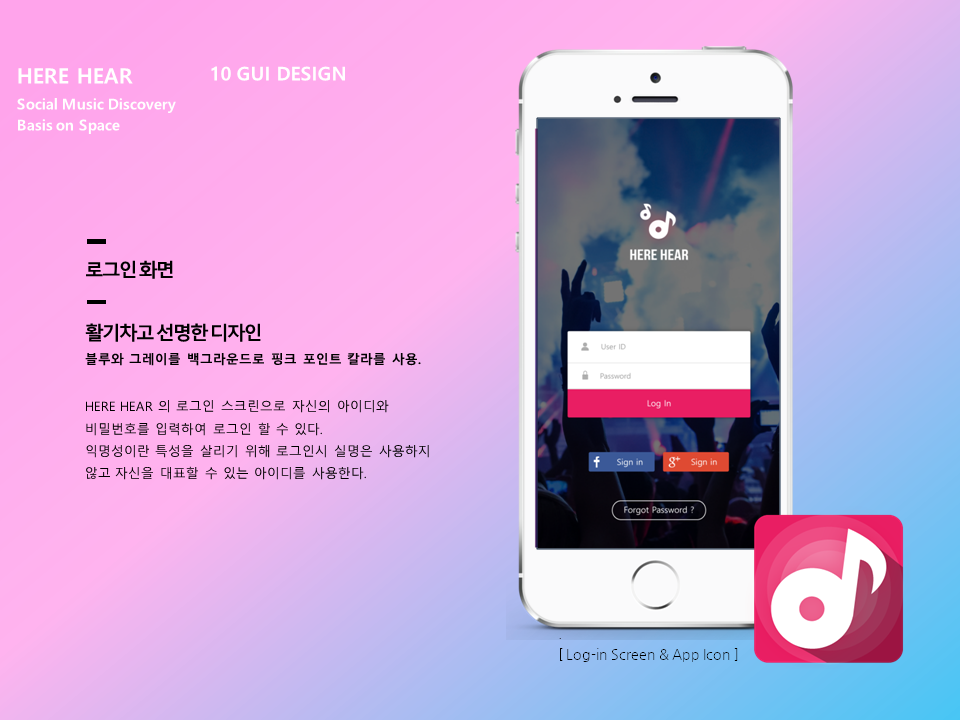 HERE HEAR
Social Music Discovery
Basis on Space
10 GUI DESIGN
로그인 화면
활기차고 선명한 디자인
블루와 그레이를 백그라운드로 핑크 포인트 칼라를 사용.
HERE HEAR 의 로그인 스크린으로 자신의 아이디와
비밀번호를 입력하여 로그인 할 수 있다.
익명성이란 특성을 살리기 위해 로그인시 실명은 사용하지
않고 자신을 대표할 수 있는 아이디를 사용한다.
HERE HEAR
User ID
Password
Log In
f Sign in
g+ Sign in
Forgot Password ?
[ Log-in Screen & App Icon ]